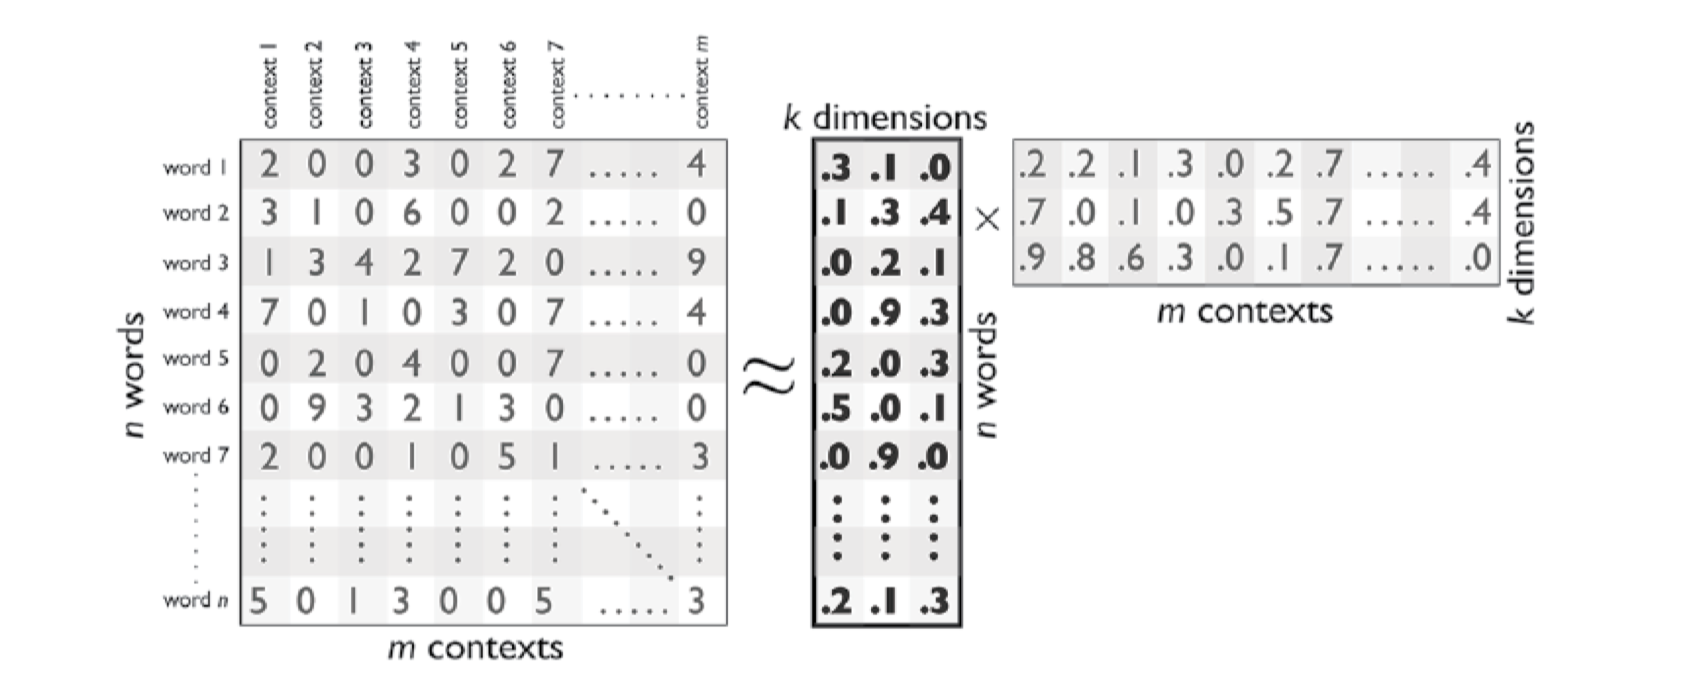 context 1 context 2 context 3 context 4 context 5 context 6 context 7 ........ context m
word 1 2 0 0 3 0 2 7 ..... 4
word 2 3 1 0 6 0 0 2 ..... 0
word 3 1 3 4 2 7 2 0 ..... 9
word 4 7 0 1 0 3 0 7 ..... 4
word 5 0 2 0 4 0 0 7 ..... 0
word 6 0 9 3 2 1 3 0 ..... 0
word 7 2 0 0 1 0 5 1 ..... 3
word n 5 0 1 3 0 0 5 ..... 3
n words
m contexts
≈
k dimensions
.3 .1 .0
.1 .3 .4
.0 .2 .1
.0 .9 .3
.2 .0 .3
.5 .0 .1
.0 .9 .0
.2 .1 .3
n words
×
.2 .2 .1 .3 .0 .2 .7 ..... .4
.7 .0 .1 .0 .3 .5 .7 ..... .4
.9 .8 .6 .3 .0 .1 .7 ..... .0
m contexts
k dimensions